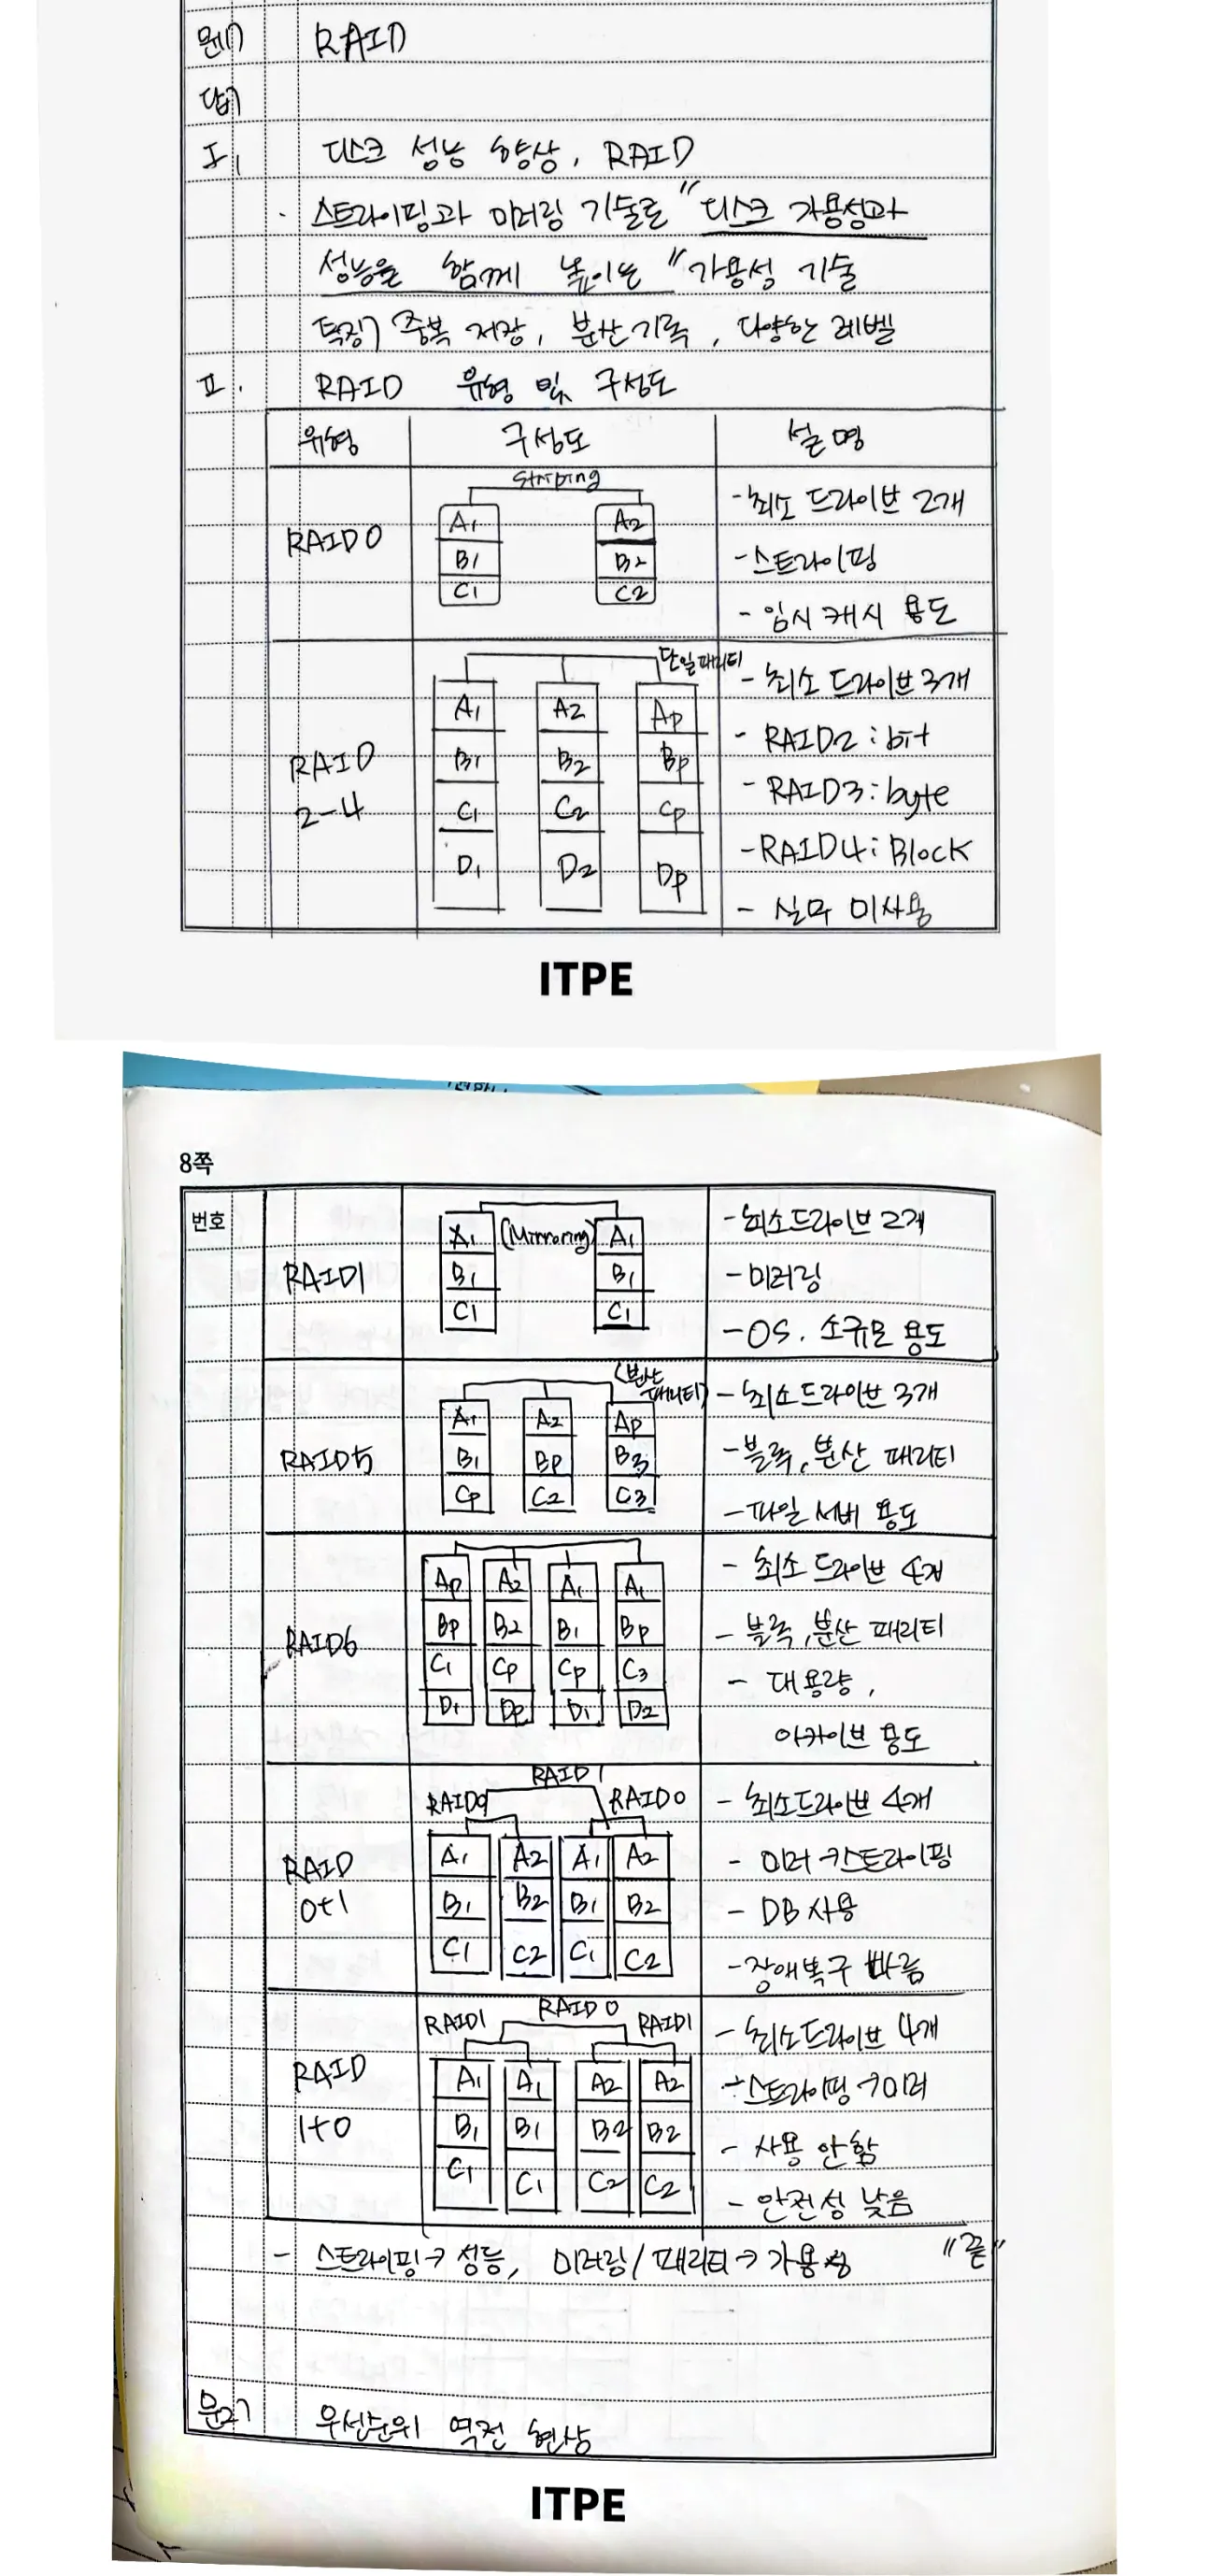 문1) RAID
답)
I. 디스크 성능 향상, RAID
· 스트라이핑과 미러링 기술로 "디스크 가용성과
성능을 함께 높이는" 가용성 기술
특징) 중복 저장, 분산기록, 다양한 레벨
II. RAID 유형 및 구성도
유형 구성도 설명
RAID 0
striping
A1 A2
B1 B2
C1 C2
- 최소 드라이브 2개
- 스트라이핑
- 임시 캐시 용도
RAID
2-4
단일패리티
A1 A2 Ap
B1 B2 Bp
C1 C2 Cp
D1 D2 Dp
- 최소 드라이브 3개
- RAID2 : bit
- RAID3 : byte
- RAID4 : Block
- 실무 미사용
ITPE
8쪽
번호
RAID1
(Mirroring)
A1 A1
B1 B1
C1 C1
- 최소드라이브 2개
- 미러링
- OS, 소규모 용도
RAID5
(분산
패리티)
A1 A2 Ap
B1 Bp B3
Cp C2 C3
- 최소드라이브 3개
- 블록, 분산 패리티
- 파일 서버 용도
RAID6
Ap A2 A1 A1
Bp B2 B1 Bp
C1 Cp Cp C3
D1 Dp D1 D2
- 최소 드라이브 4개
- 블록, 분산 패리티
- 대용량,
아카이브 용도
RAID
0+1
RAID 1
RAID0 RAID 0
A1 A2 A1 A2
B1 B2 B1 B2
C1 C2 C1 C2
- 최소드라이브 4개
- 미러→스트라이핑
- DB 사용
- 장애복구 빠름
RAID
1+0
RAID 0
RAID1 RAID1
A1 A1 A2 A2
B1 B1 B2 B2
C1 C1 C2 C2
- 최소드라이브 4개
- 스트라이핑→미러
- 사용 안함
- 안전성 낮음
- 스트라이핑→ 성능, 미러링/패리티→ 가용성 "끝"
문2) 우선순위 역전 현상
ITPE